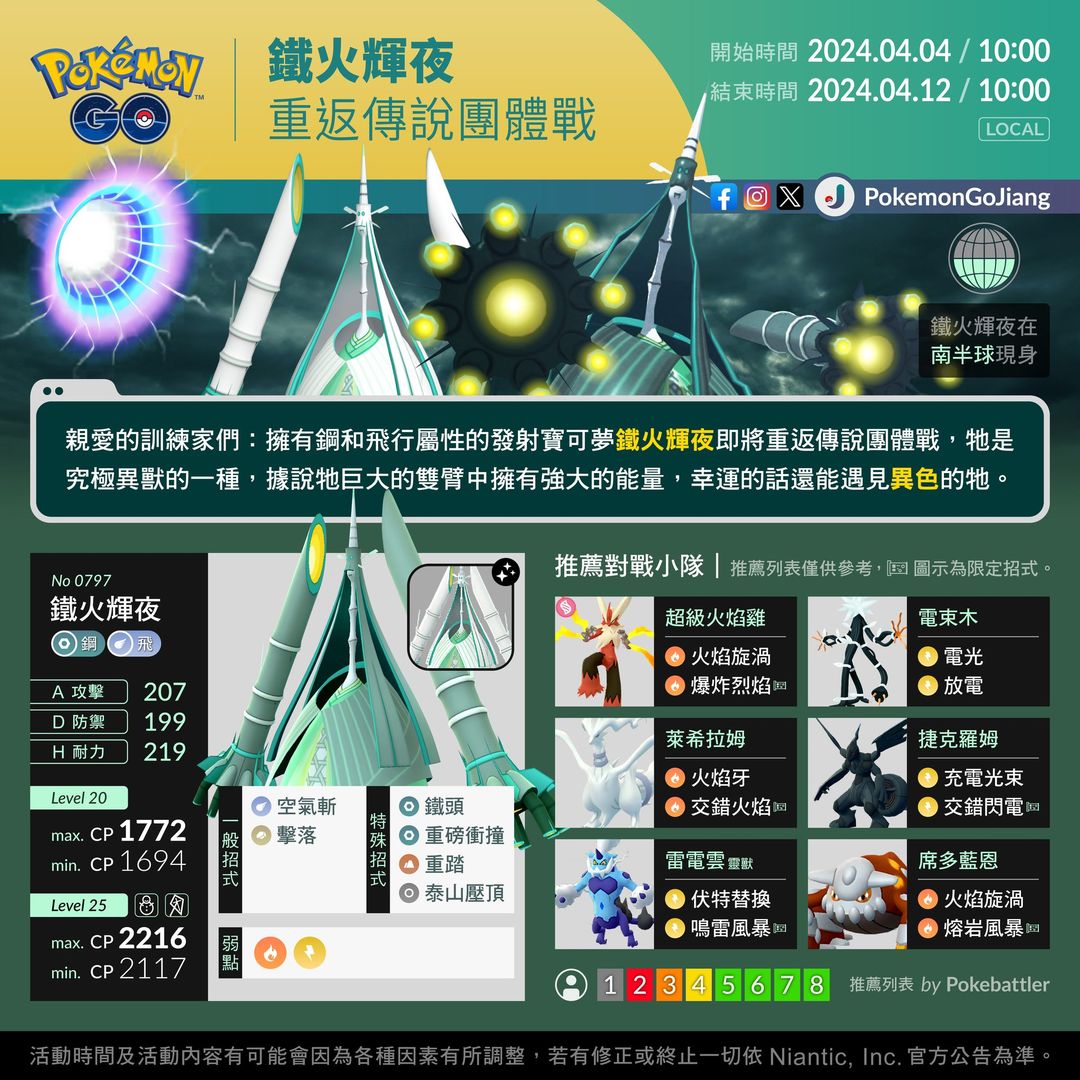 POKéMON
GO
TM
鐵火輝夜
重返傳說團體戰
開始時間 2024.04.04 / 10:00
結束時間 2024.04.12 / 10:00
LOCAL
PokemonGoJiang
鐵火輝夜在
南半球現身
親愛的訓練家們：擁有鋼和飛行屬性的發射寶可夢鐵火輝夜即將重返傳說團體戰，牠是
究極異獸的一種，據說牠巨大的雙臂中擁有強大的能量，幸運的話還能遇見異色的牠。
No 0797
鐵火輝夜
鋼 飛
A 攻擊 207
D 防禦 199
H 耐力 219
Level 20
max. CP 1772
min. CP 1694
Level 25
max. CP 2216
min. CP 2117
一般招式
空氣斬
擊落
特殊招式
鐵頭
重磅衝撞
重踏
泰山壓頂
弱點
推薦對戰小隊 | 推薦列表僅供參考，圖示為限定招式。
超級火焰雞
火焰旋渦
爆炸烈焰
電束木
電光
放電
萊希拉姆
火焰牙
交錯火焰
捷克羅姆
充電光束
交錯閃電
雷電雲 靈獸
伏特替換
鳴雷風暴
席多藍恩
火焰旋渦
熔岩風暴
1 2 3 4 5 6 7 8
推薦列表 by Pokebattler
活動時間及活動內容有可能會因為各種因素有所調整，若有修正或終止一切依 Niantic, Inc. 官方公告為準。